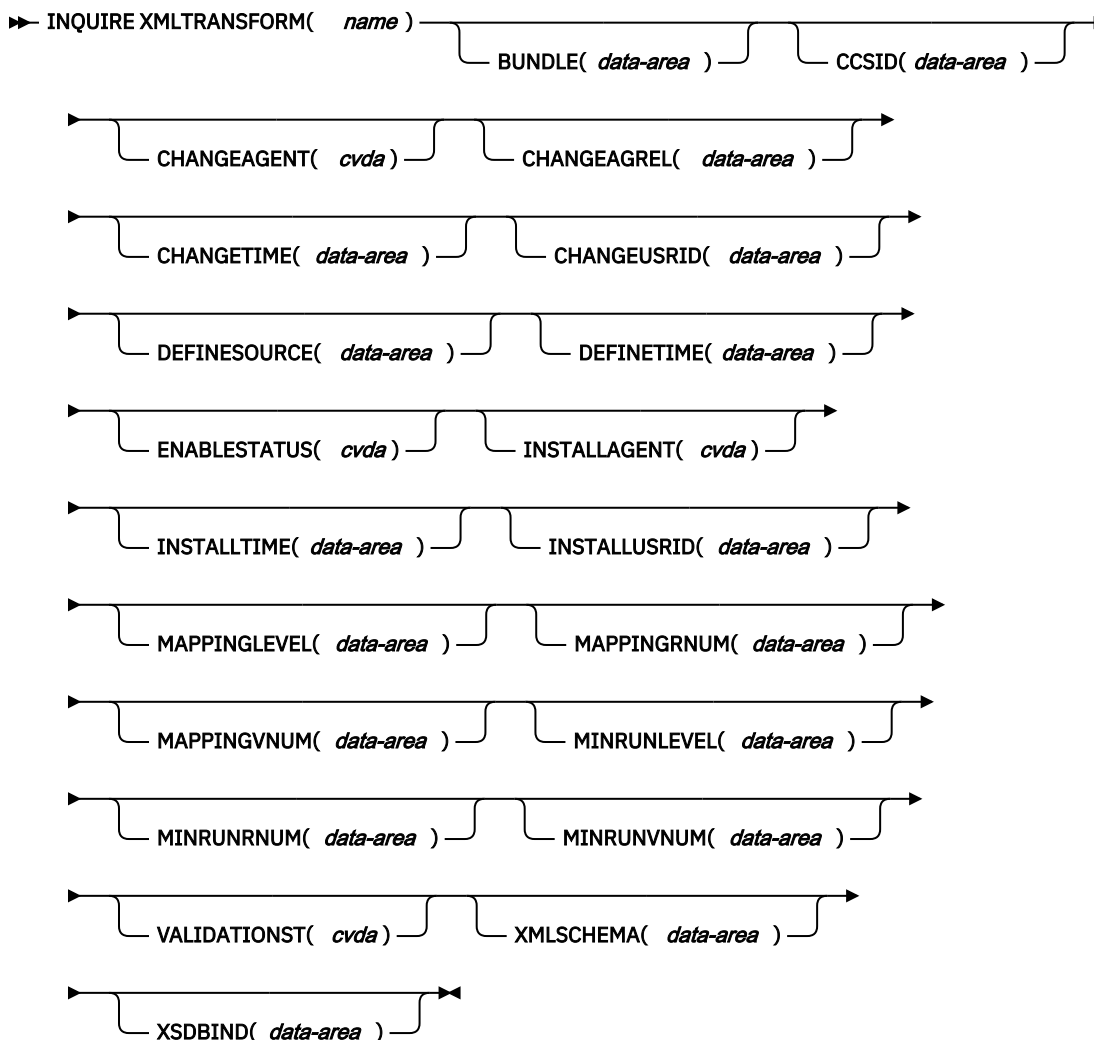 INQUIRE XMLTRANSFORM( name )
BUNDLE( data-area ) CCSID( data-area )
CHANGEAGENT( cvda ) CHANGEAGREL( data-area )
CHANGETIME( data-area ) CHANGEUSRID( data-area )
DEFINESOURCE( data-area ) DEFINETIME( data-area )
ENABLESTATUS( cvda ) INSTALLAGENT( cvda )
INSTALLTIME( data-area ) INSTALLUSRID( data-area )
MAPPINGLEVEL( data-area ) MAPPINGRNUM( data-area )
MAPPINGVNUM( data-area ) MINRUNLEVEL( data-area )
MINRUNRNUM( data-area ) MINRUNVNUM( data-area )
VALIDATIONST( cvda ) XMLSCHEMA( data-area )
XSDBIND( data-area )